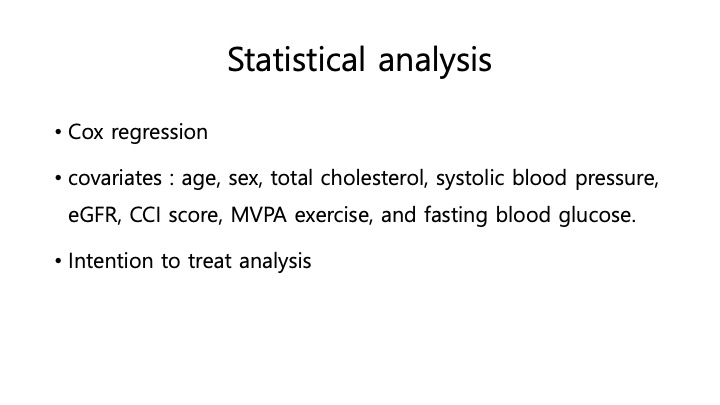 Statistical analysis
• Cox regression
• covariates : age, sex, total cholesterol, systolic blood pressure,
eGFR, CCI score, MVPA exercise, and fasting blood glucose.
• Intention to treat analysis